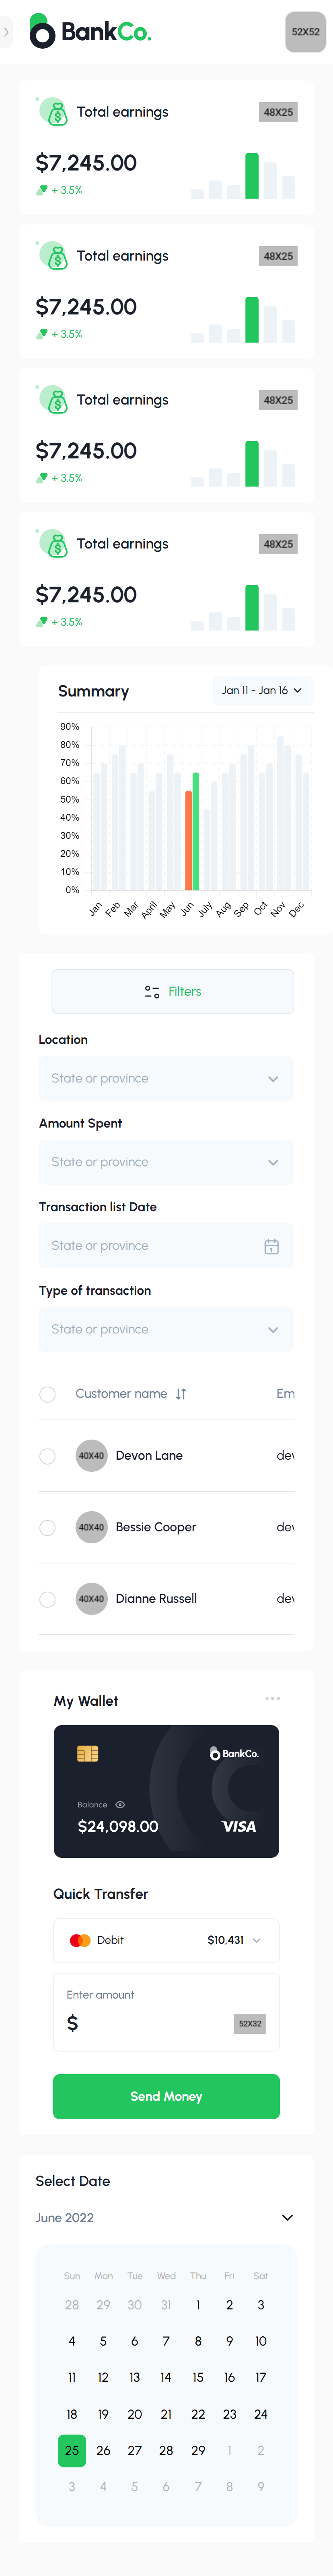 BankCo.
52X52
Total earnings
48X25
$7,245.00
+ 3.5%
Total earnings
48X25
$7,245.00
+ 3.5%
Total earnings
48X25
$7,245.00
+ 3.5%
Total earnings
48X25
$7,245.00
+ 3.5%
Summary
Jan 11 - Jan 16
90%
80%
70%
60%
50%
40%
30%
20%
10%
0%
Jan Feb Mar April May Jun July Aug Sep Oct Nov Dec
Filters
Location
State or province
Amount Spent
State or province
Transaction list Date
State or province
Type of transaction
State or province
Customer name Em
40X40 Devon Lane dev
40X40 Bessie Cooper dev
40X40 Dianne Russell dev
My Wallet
BankCo.
Balance
$24,098.00
VISA
Quick Transfer
Debit $10,431
Enter amount
$
52X32
Send Money
Select Date
June 2022
Sun Mon Tue Wed Thu Fri Sat
28 29 30 31 1 2 3
4 5 6 7 8 9 10
11 12 13 14 15 16 17
18 19 20 21 22 23 24
25 26 27 28 29 1 2
3 4 5 6 7 8 9